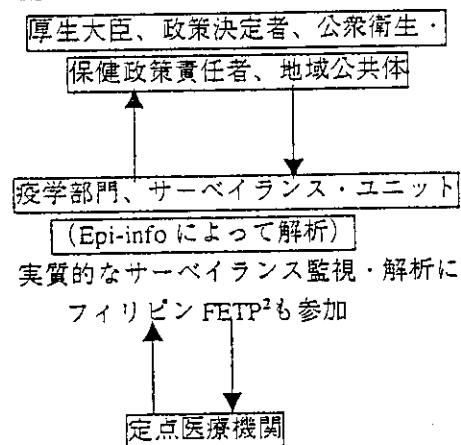 厚生大臣、政策決定者、公衆衛生・
保健政策責任者、地域公共体
疫学部門、サーベイランス・ユニット
（Epi-info によって解析）
実質的なサーベイランス監視・解析に
フィリピン FETP²も参加
定点医療機関